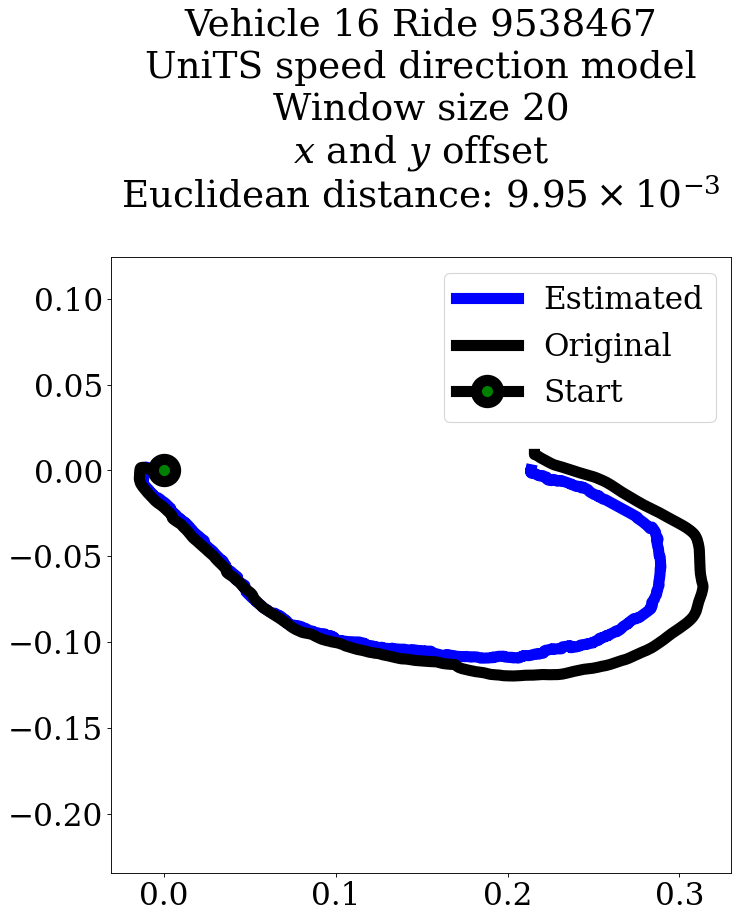 Vehicle 16 Ride 9538467
UniTS speed direction model
Window size 20
x and y offset
Euclidean distance: 9.95 × 10⁻³
Estimated
Original
Start
0.10
0.05
0.00
−0.05
−0.10
−0.15
−0.20
0.0 0.1 0.2 0.3